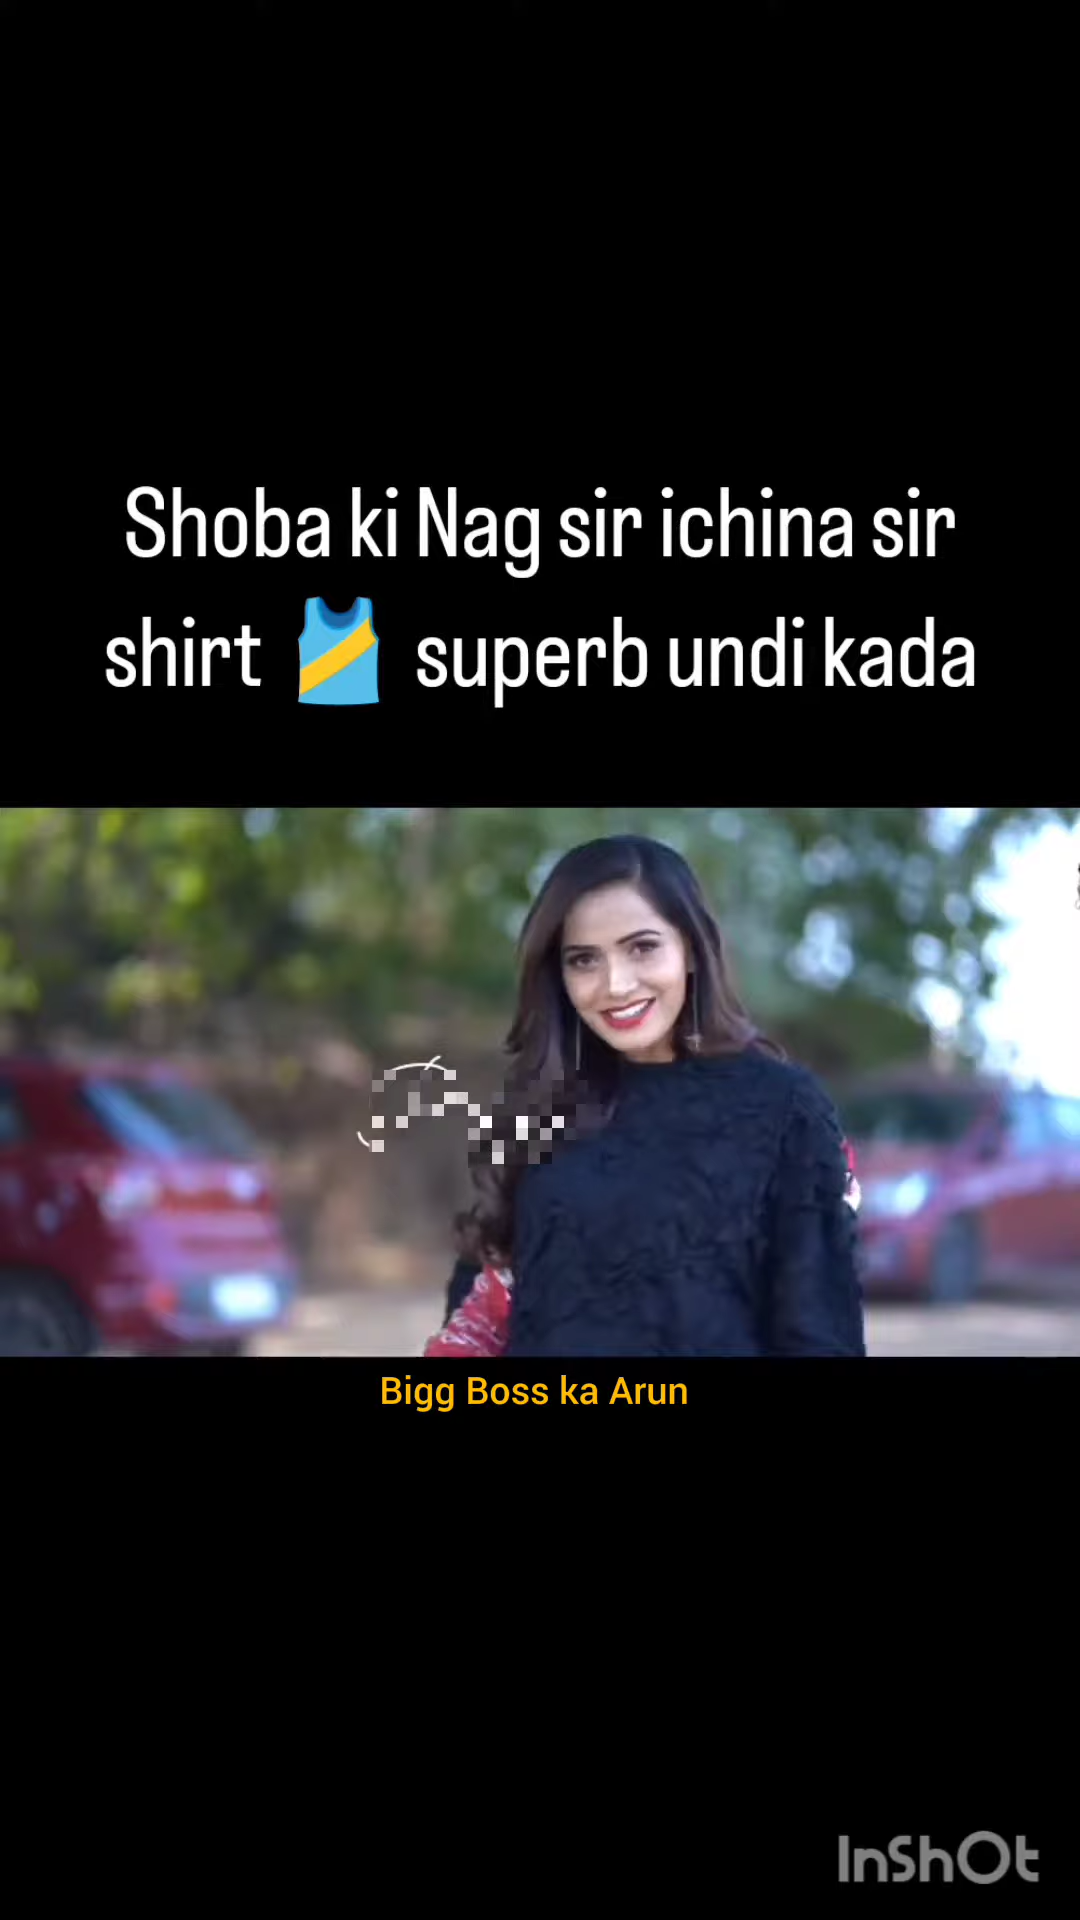 Shoba ki Nag sir ichina sir
shirt 🎽 superb undi kada
Bigg Boss ka Arun
InShOt